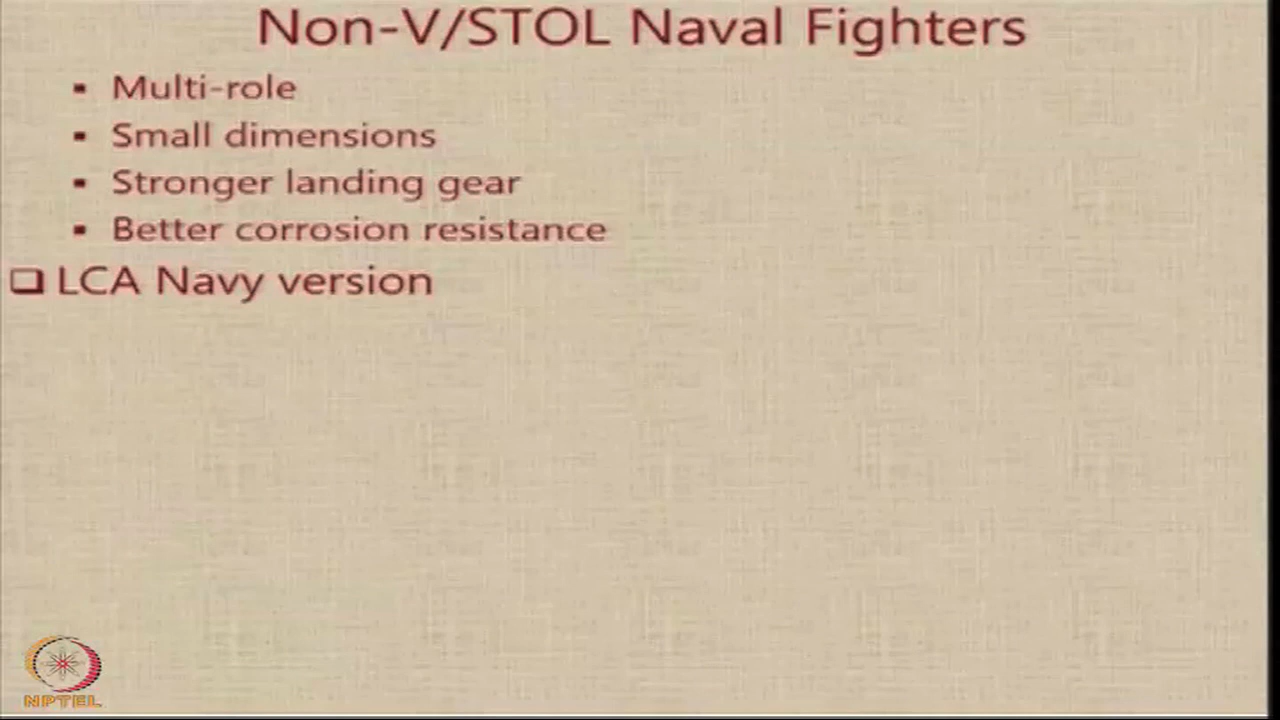 Non-V/STOL Naval Fighters
▪ Multi-role
▪ Small dimensions
▪ Stronger landing gear
▪ Better corrosion resistance
❑ LCA Navy version
NPTEL